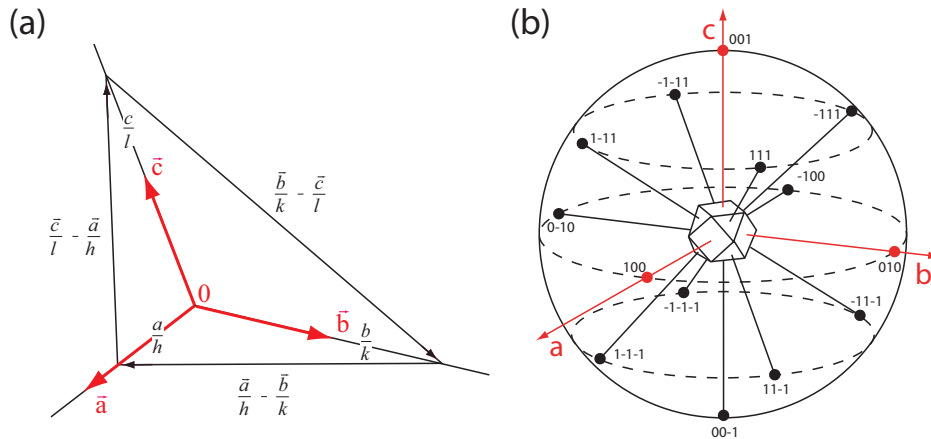 (a)
c/l
c⃗
b̄/k - c̄/l
c̄/l - ā/h
0
a/h
b⃗
b/k
a⃗
ā/h - b̄/k
(b)
c
001
-1-11
-111
1-11
111
-100
0-10
100
010
b
-1-1-1
a
-11-1
1-1-1
11-1
00-1